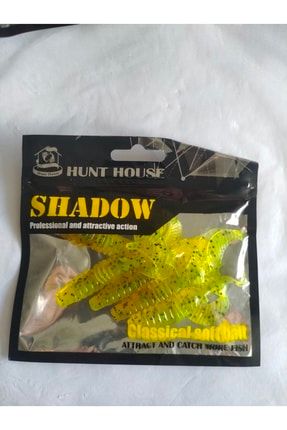 HUNT HOUSE
SHADOW
Professional and attractive action
Classical softbait
ATTRACT AND CATCH MORE FISH